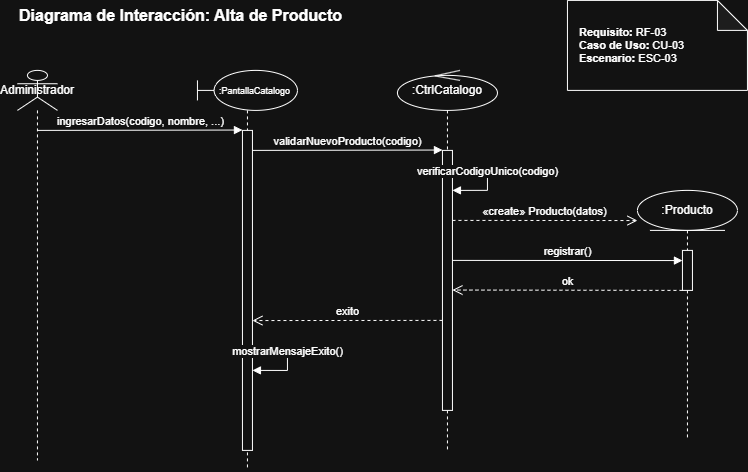 Diagrama de Interacción: Alta de Producto
Requisito: RF-03
Caso de Uso: CU-03
Escenario: ESC-03
Administrador
:PantallaCatalogo
:CtrlCatalogo
ingresarDatos(codigo, nombre, ...)
validarNuevoProducto(codigo)
verificarCodigoUnico(codigo)
«create» Producto(datos)
:Producto
registrar()
ok
exito
mostrarMensajeExito()